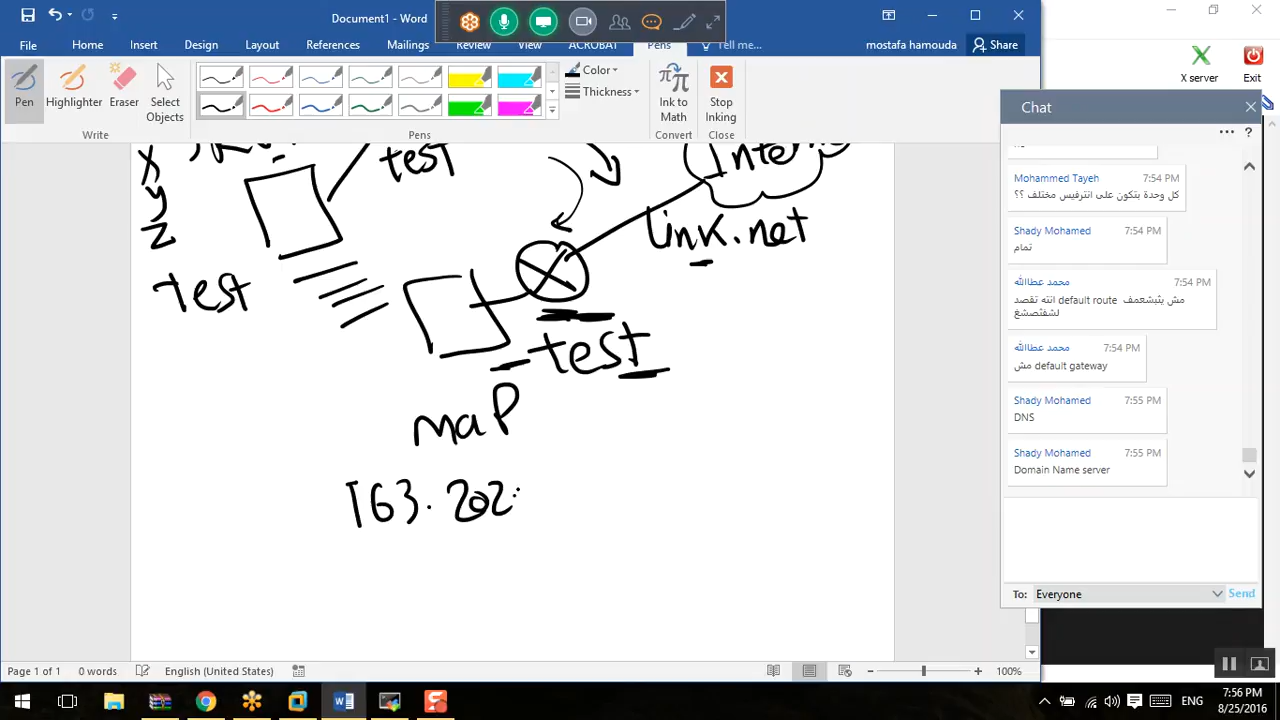 Document1 - Word
File
Home
Insert
Design
Layout
References
Mailings
Review
View
ACROBAT
Pens
Tell me...
mostafa hamouda
Share
X server
Exit
Pen
Highlighter
Eraser
Select Objects
Color
Thickness
Ink to Math
Stop Inking
Write
Pens
Convert
Close
Chat
Mohammed Tayeh 7:54 PM
كل وحدة بتكون على انترفيس مختلف ؟؟
Shady Mohamed 7:54 PM
تمام
محمد عطاالله 7:54 PM
مش يثبشعمف default route انته تقصد
لشفثصشغ
محمد عطاالله 7:54 PM
مش default gateway
Shady Mohamed 7:55 PM
DNS
Shady Mohamed 7:55 PM
Domain Name server
To: Everyone
Send
test
X
y
Z
link.net
test
test
maP
163.202
Page 1 of 1
0 words
English (United States)
100%
ENG
7:56 PM
8/25/2016